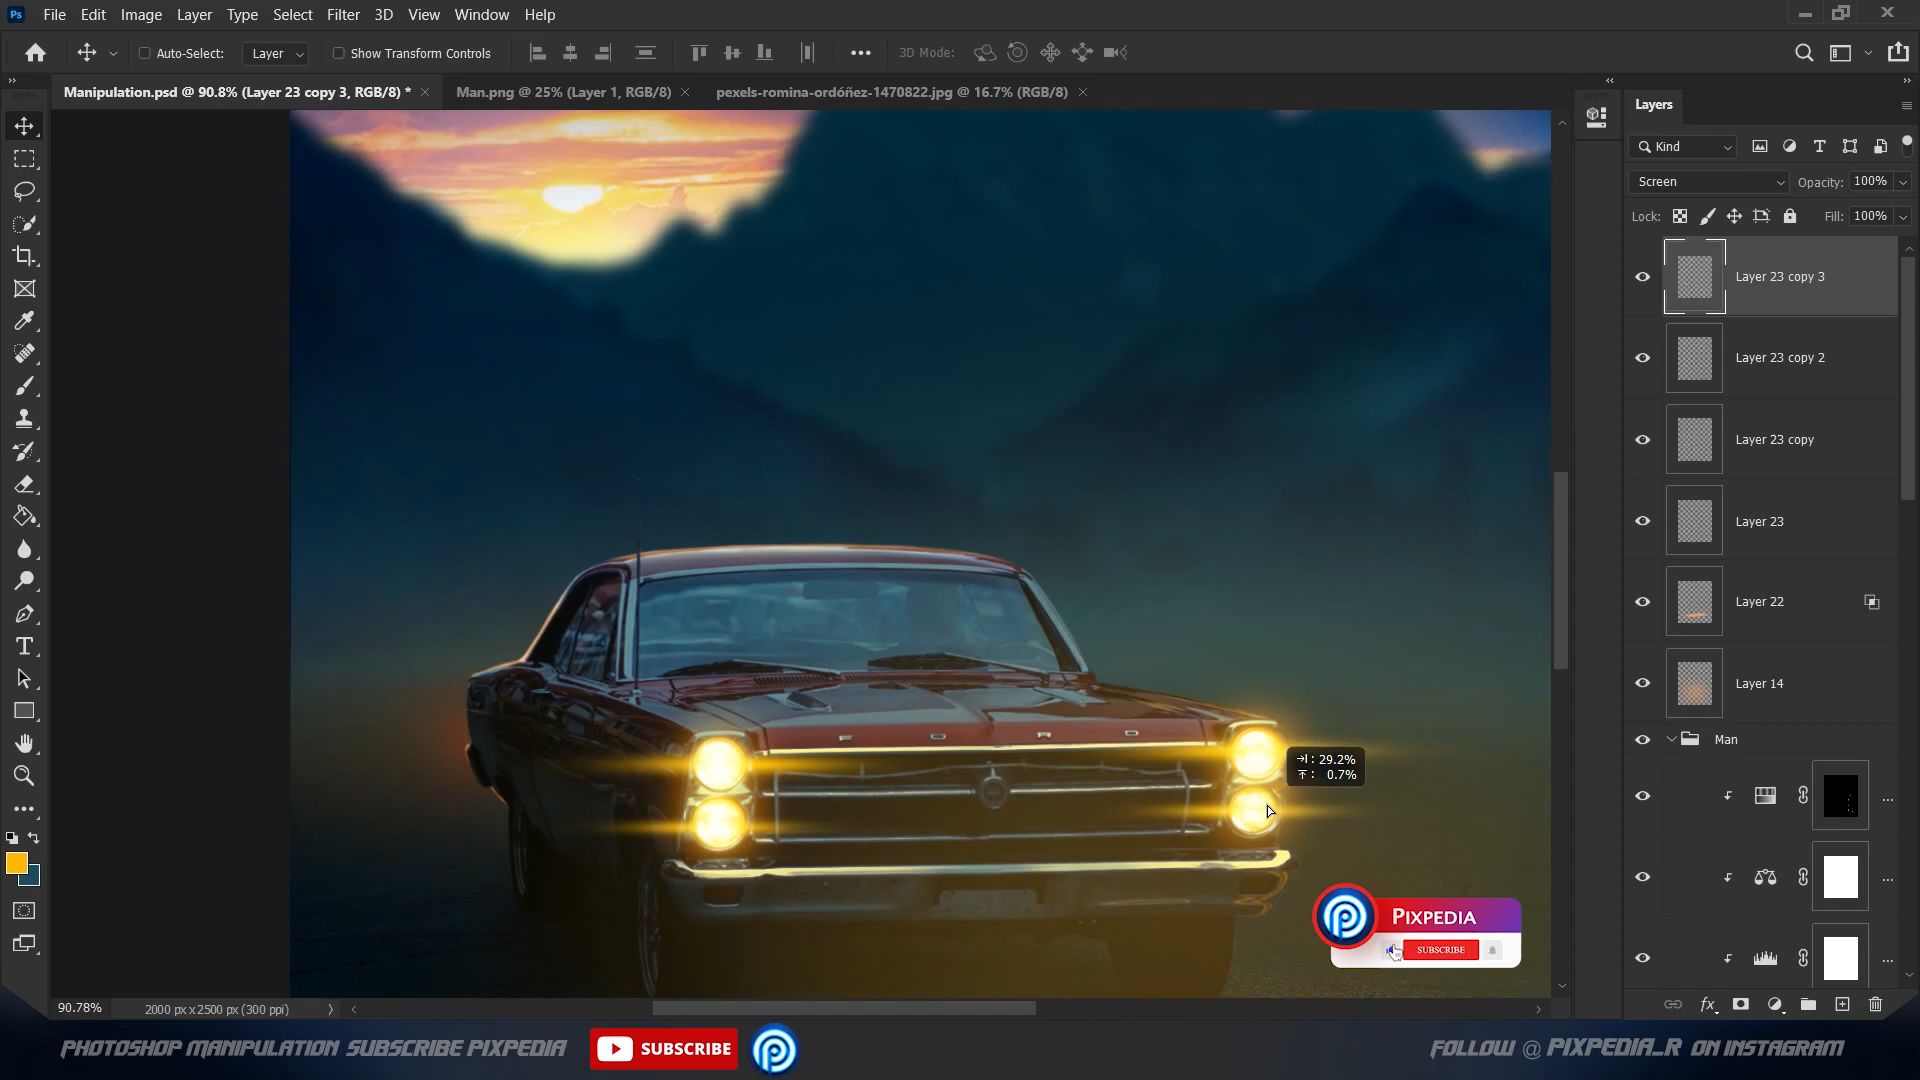 Ps File Edit Image Layer Type Select Filter 3D View Window Help
Auto-Select: Layer Show Transform Controls 3D Mode:
Manipulation.psd @ 90.8% (Layer 23 copy 3, RGB/8) * Man.png @ 25% (Layer 1, RGB/8) pexels-romina-ordóñez-1470822.jpg @ 16.7% (RGB/8)
Layers
Kind
Screen Opacity: 100%
Lock: Fill: 100%
Layer 23 copy 3
Layer 23 copy 2
Layer 23 copy
Layer 23
Layer 22
Layer 14
Man
F O R D
: 29.2%
: 0.7%
PIXPEDIA
SUBSCRIBE
90.78% 2000 px x 2500 px (300 ppi)
PHOTOSHOP MANIPULATION SUBSCRIBE PIXPEDIA SUBSCRIBE FOLLOW @ PIXPEDIA_R ON INSTAGRAM